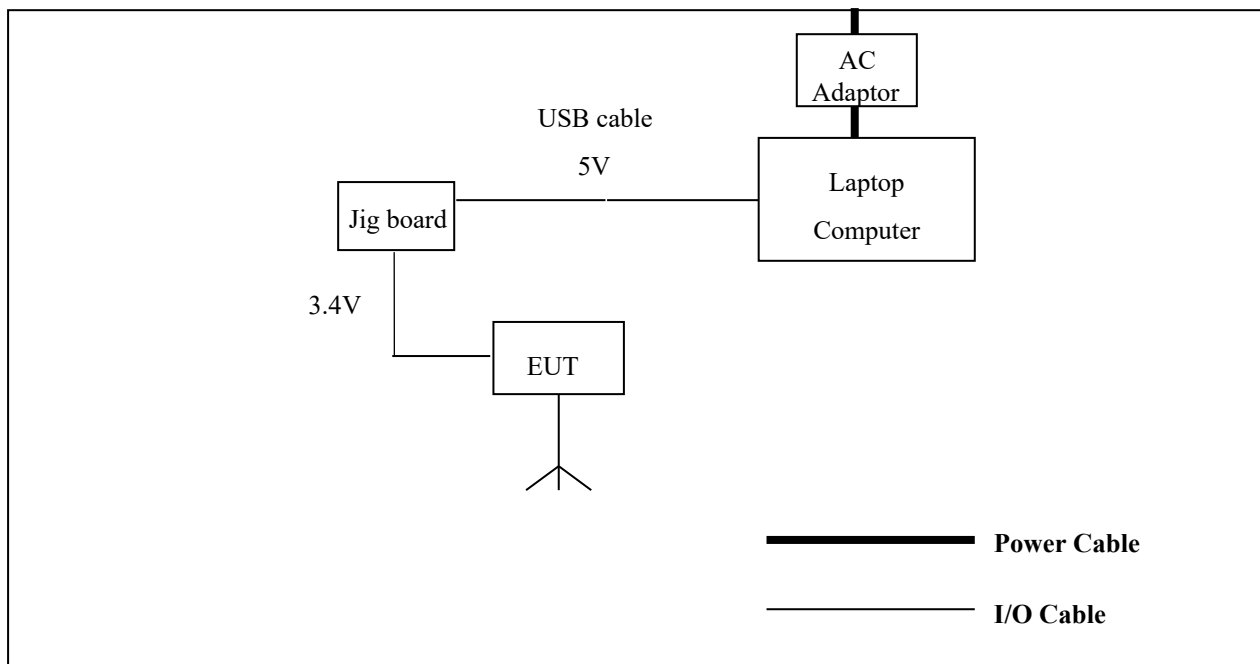 AC
Adaptor
USB cable
5V
Laptop
Computer
Jig board
3.4V
EUT
Power Cable
I/O Cable